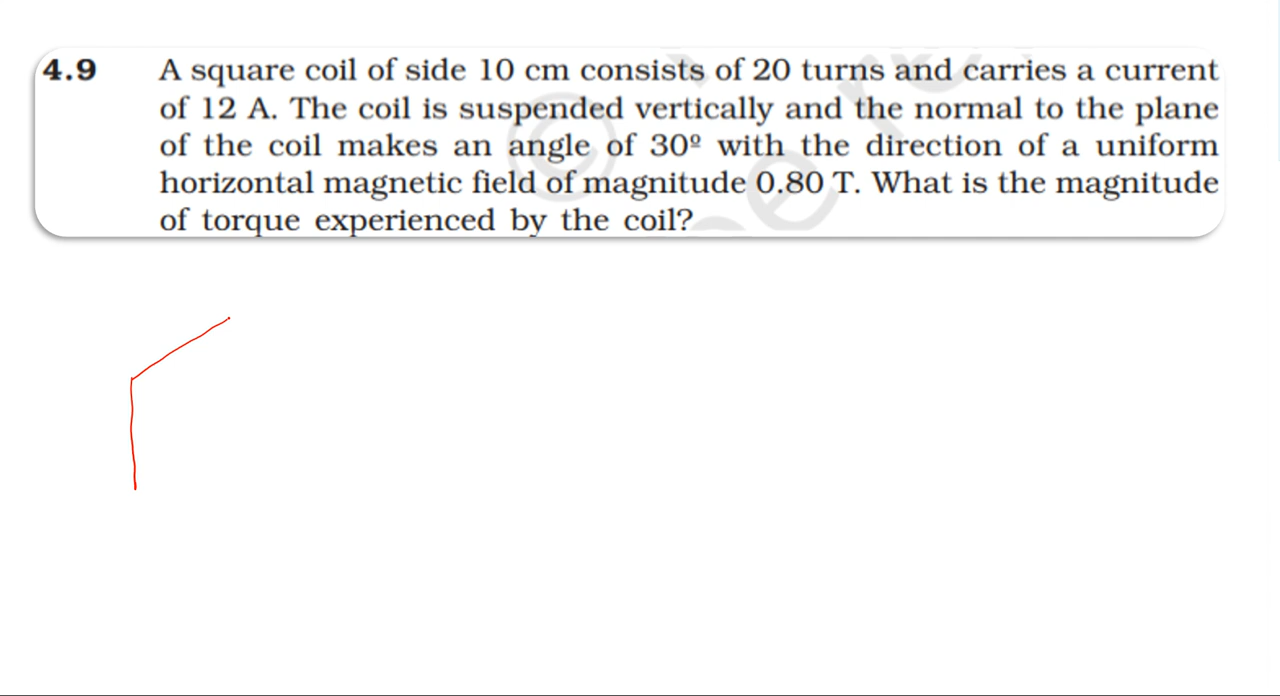 4.9 A square coil of side 10 cm consists of 20 turns and carries a current
of 12 A. The coil is suspended vertically and the normal to the plane
of the coil makes an angle of 30º with the direction of a uniform
horizontal magnetic field of magnitude 0.80 T. What is the magnitude
of torque experienced by the coil?